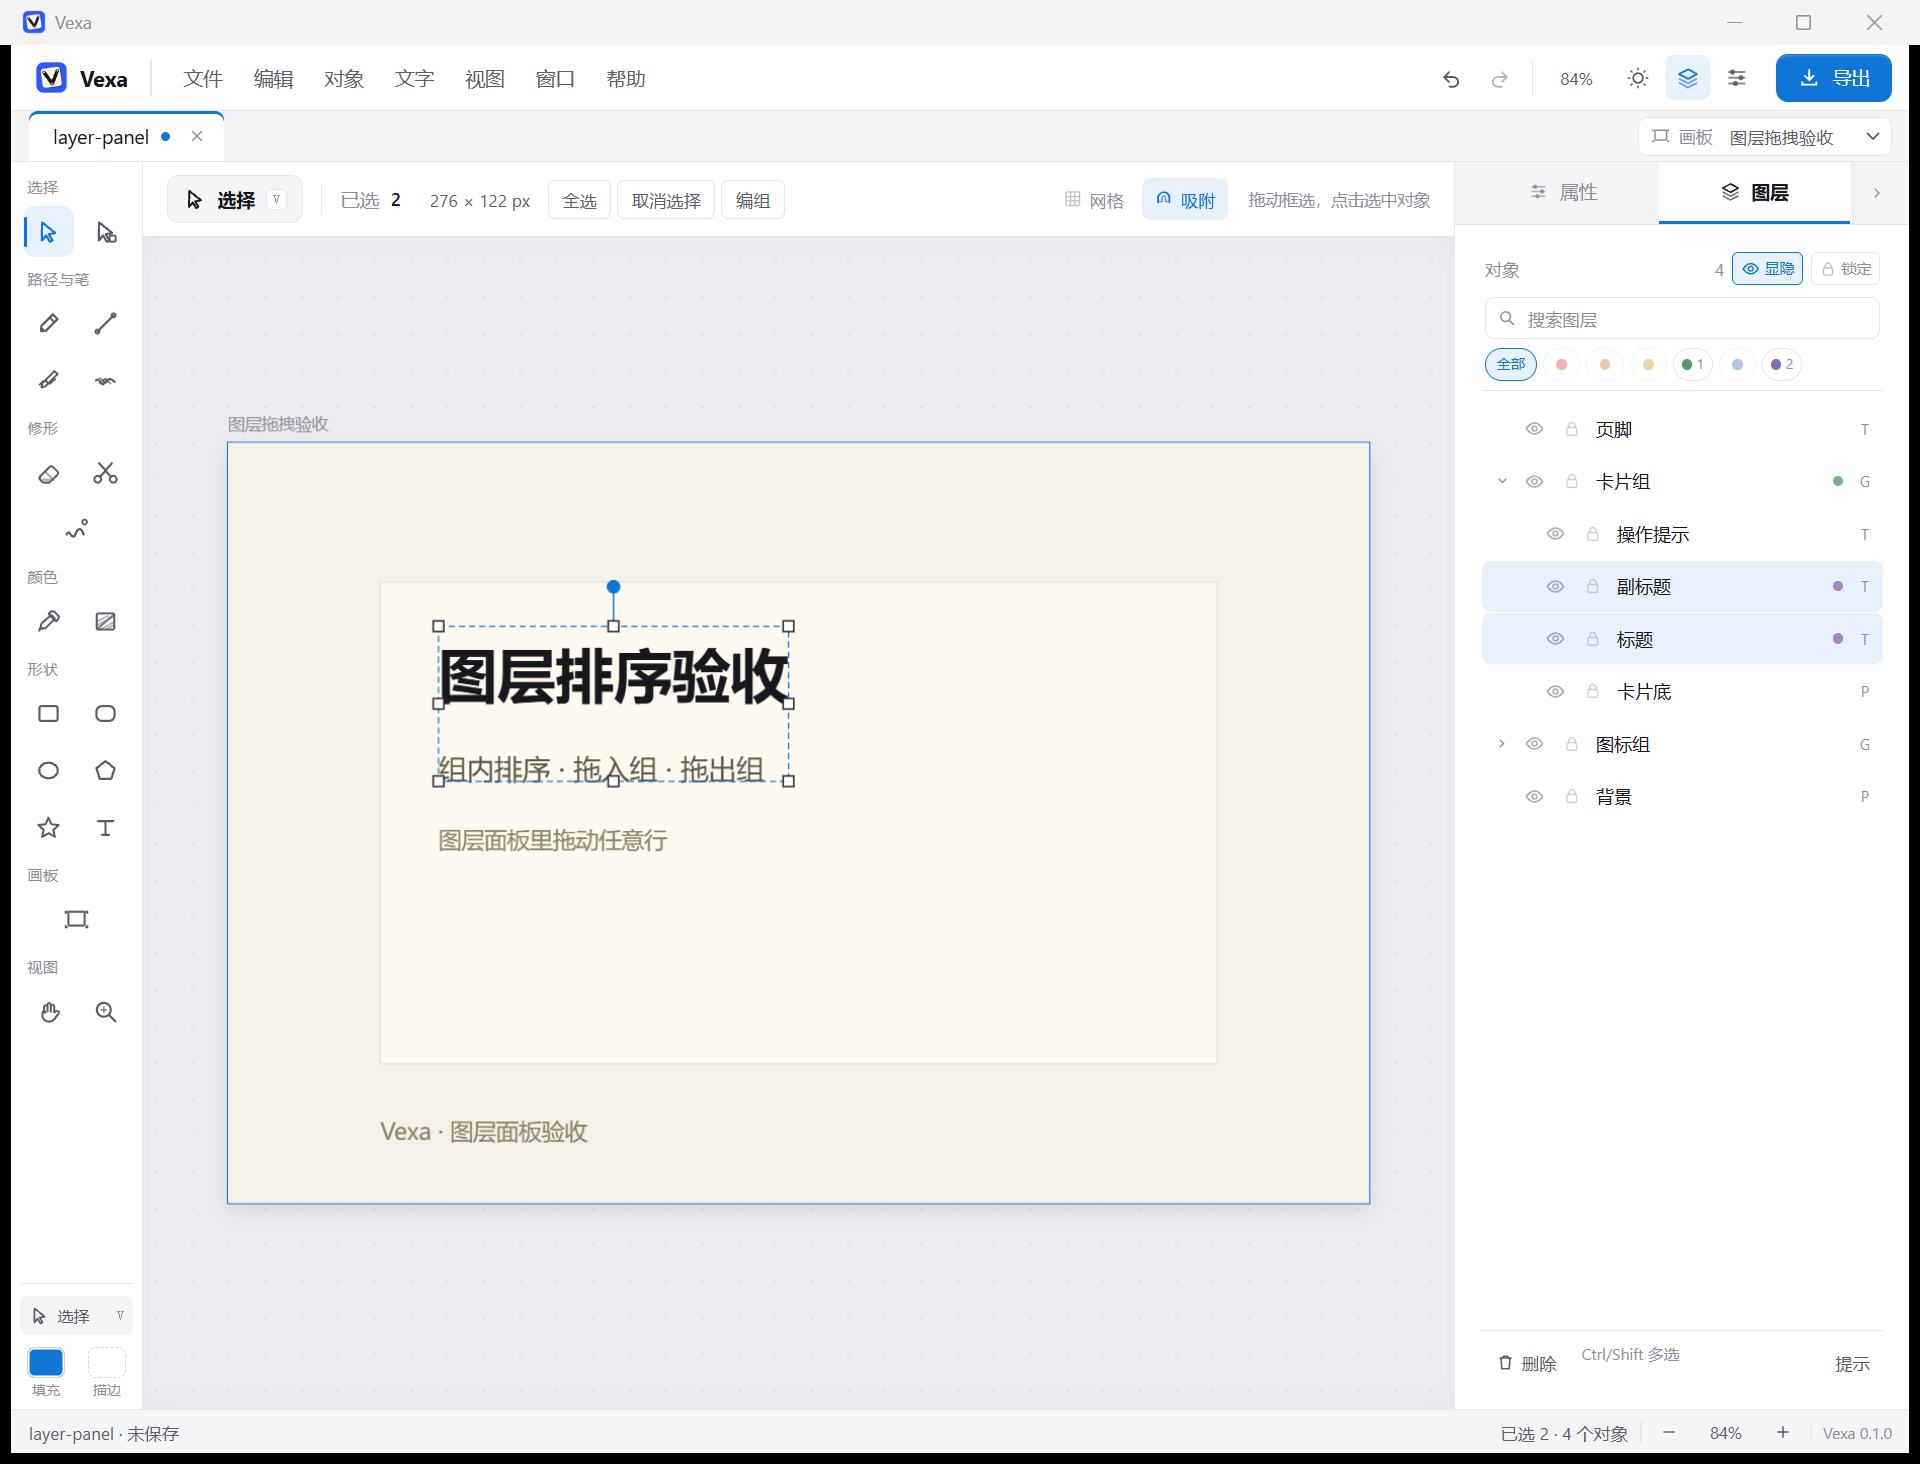 Vexa
Vexa 文件 编辑 对象 文字 视图 窗口 帮助 84% 导出
layer-panel 画板 图层拖拽验收
选择 V 已选 2 276 × 122 px 全选 取消选择 编组 网格 吸附 拖动框选，点击选中对象
属性 图层
选择
路径与笔
修形
颜色
形状
画板
视图
选择 V
填充 描边
图层拖拽验收
图层排序验收
组内排序 · 拖入组 · 拖出组
图层面板里拖动任意行
Vexa · 图层面板验收
对象 4 显隐 锁定
搜索图层
全部 1 2
页脚 T
卡片组 G
操作提示 T
副标题 T
标题 T
卡片底 P
图标组 G
背景 P
删除 Ctrl/Shift 多选 提示
layer-panel · 未保存 已选 2 · 4 个对象 84% Vexa 0.1.0